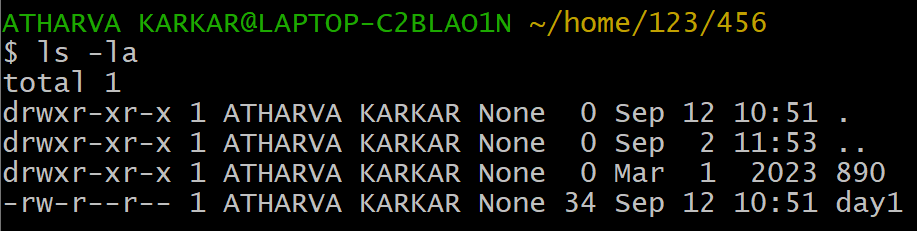 ATHARVA KARKAR@LAPTOP-C2BLAO1N ~/home/123/456
$ ls -la
total 1
drwxr-xr-x 1 ATHARVA KARKAR None  0 Sep 12 10:51 .
drwxr-xr-x 1 ATHARVA KARKAR None  0 Sep  2 11:53 ..
drwxr-xr-x 1 ATHARVA KARKAR None  0 Mar  1  2023 890
-rw-r--r-- 1 ATHARVA KARKAR None 34 Sep 12 10:51 day1